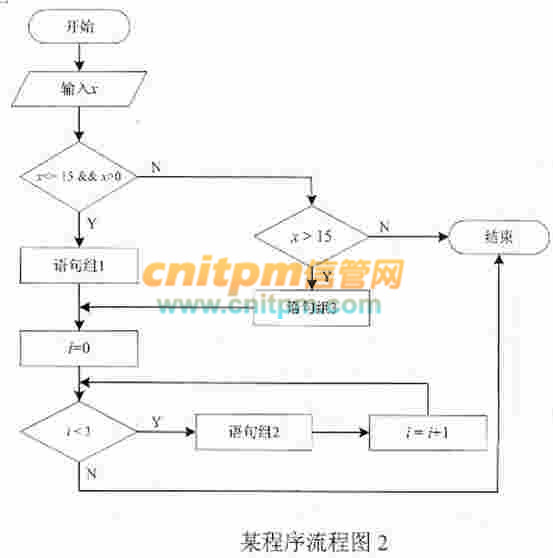 开始
输入x
x<= 15 && x>0
N
Y
x > 15
N
结束
语句组1
Y
cnitpm信管网
www.cnitpm.com
语句组3
i=0
i < 3
Y
语句组2
i = i+1
N
某程序流程图 2